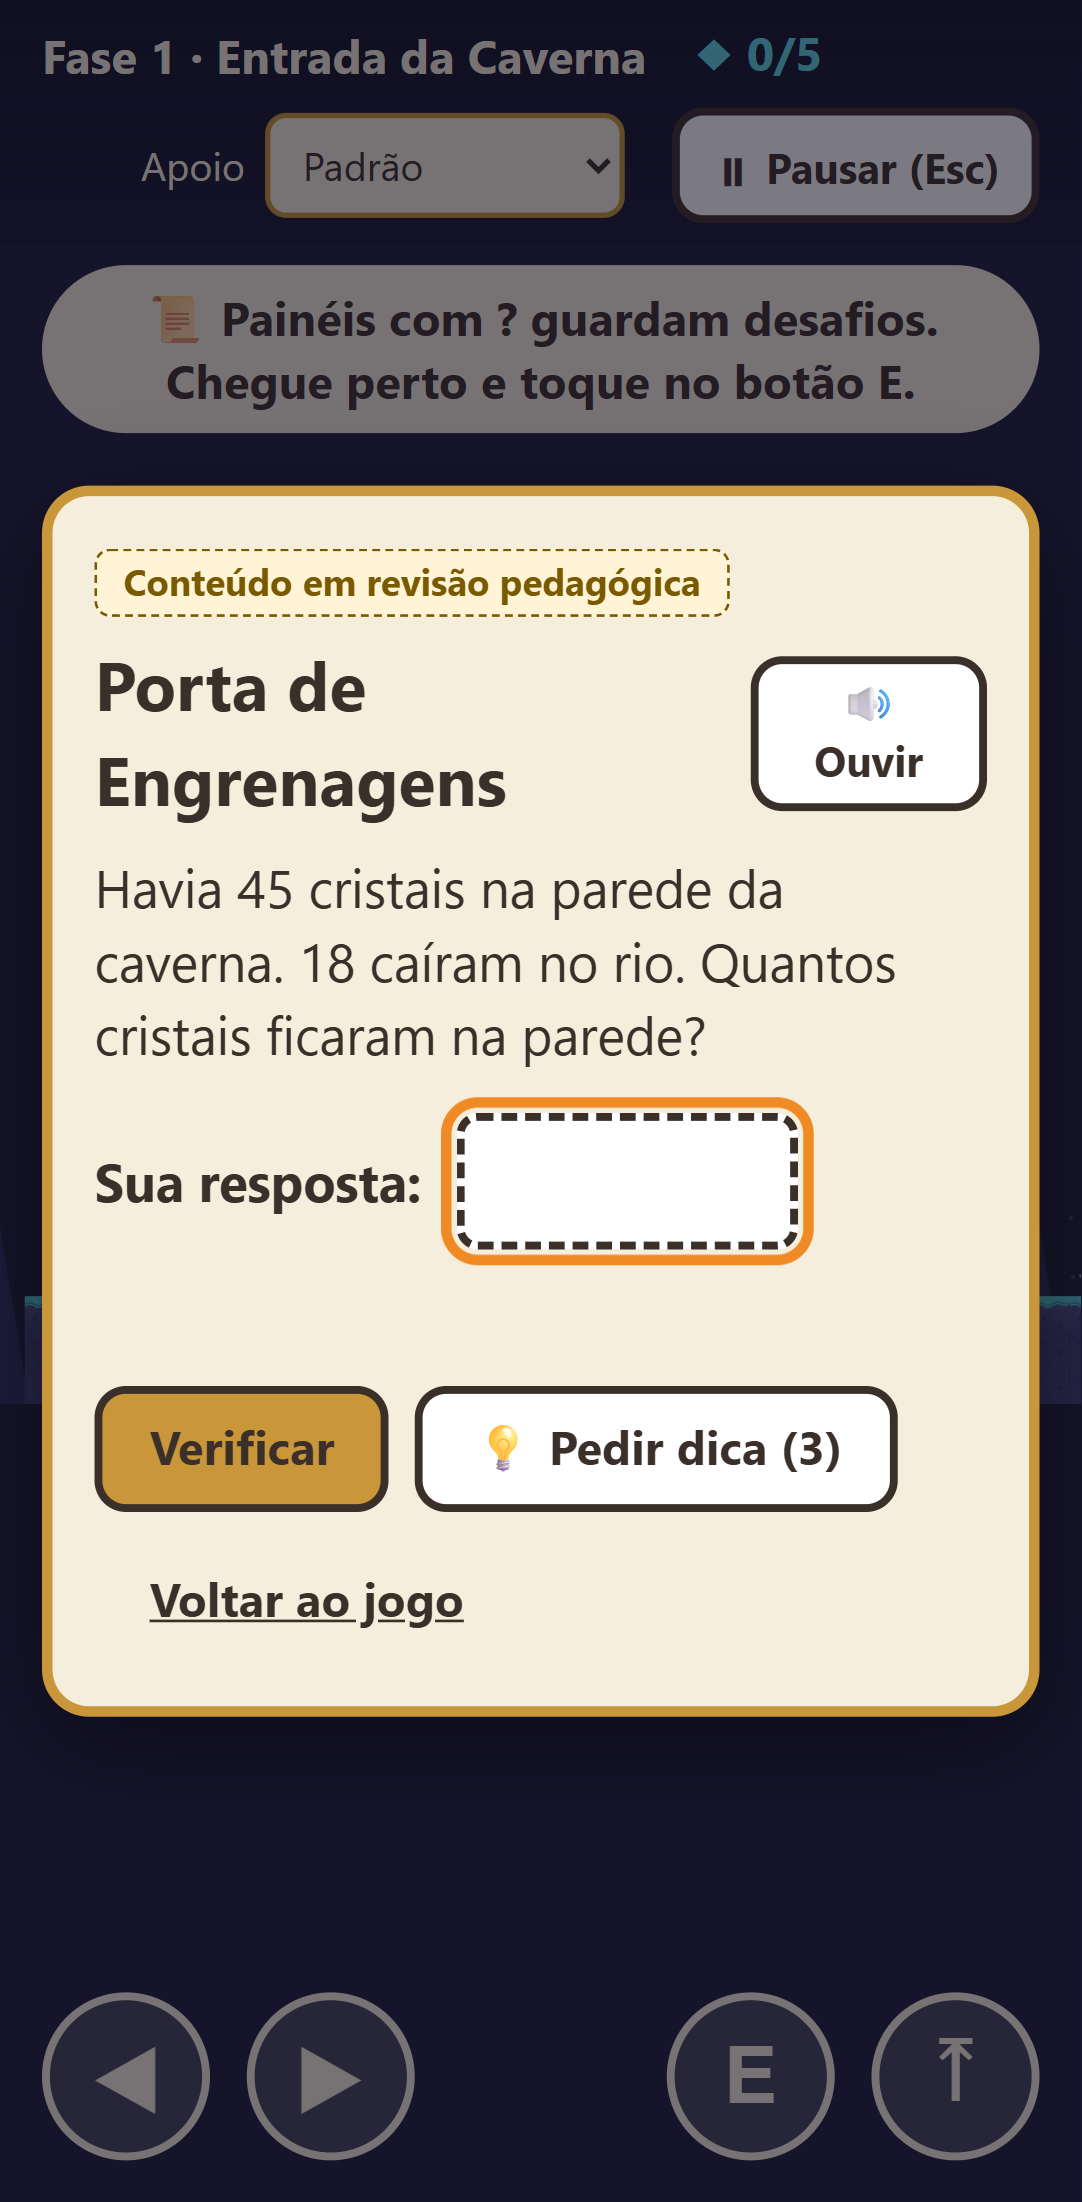 Fase 1 · Entrada da Caverna ◆ 0/5
Apoio Padrão ⏸ Pausar (Esc)
📜 Painéis com ? guardam desafios.
Chegue perto e toque no botão E.
Conteúdo em revisão pedagógica
Porta de
Engrenagens
🔊
Ouvir
Havia 45 cristais na parede da
caverna. 18 caíram no rio. Quantos
cristais ficaram na parede?
Sua resposta:
Verificar 💡 Pedir dica (3)
Voltar ao jogo
◀ ▶ E ⤒